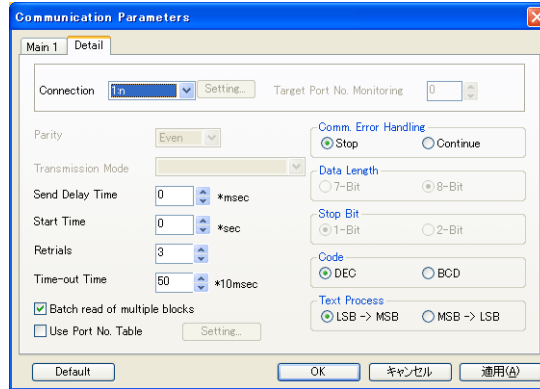 Communication Parameters
Main 1 Detail
Connection 1:n Setting... Target Port No. Monitoring 0
Parity Even
Transmission Mode
Send Delay Time 0 *msec
Start Time 0 *sec
Retrials 3
Time-out Time 50 *10msec
Batch read of multiple blocks
Use Port No. Table Setting...
Comm. Error Handling
Stop Continue
Data Length
7-Bit 8-Bit
Stop Bit
1-Bit 2-Bit
Code
DEC BCD
Text Process
LSB -> MSB MSB -> LSB
Default OK キャンセル 適用(A)